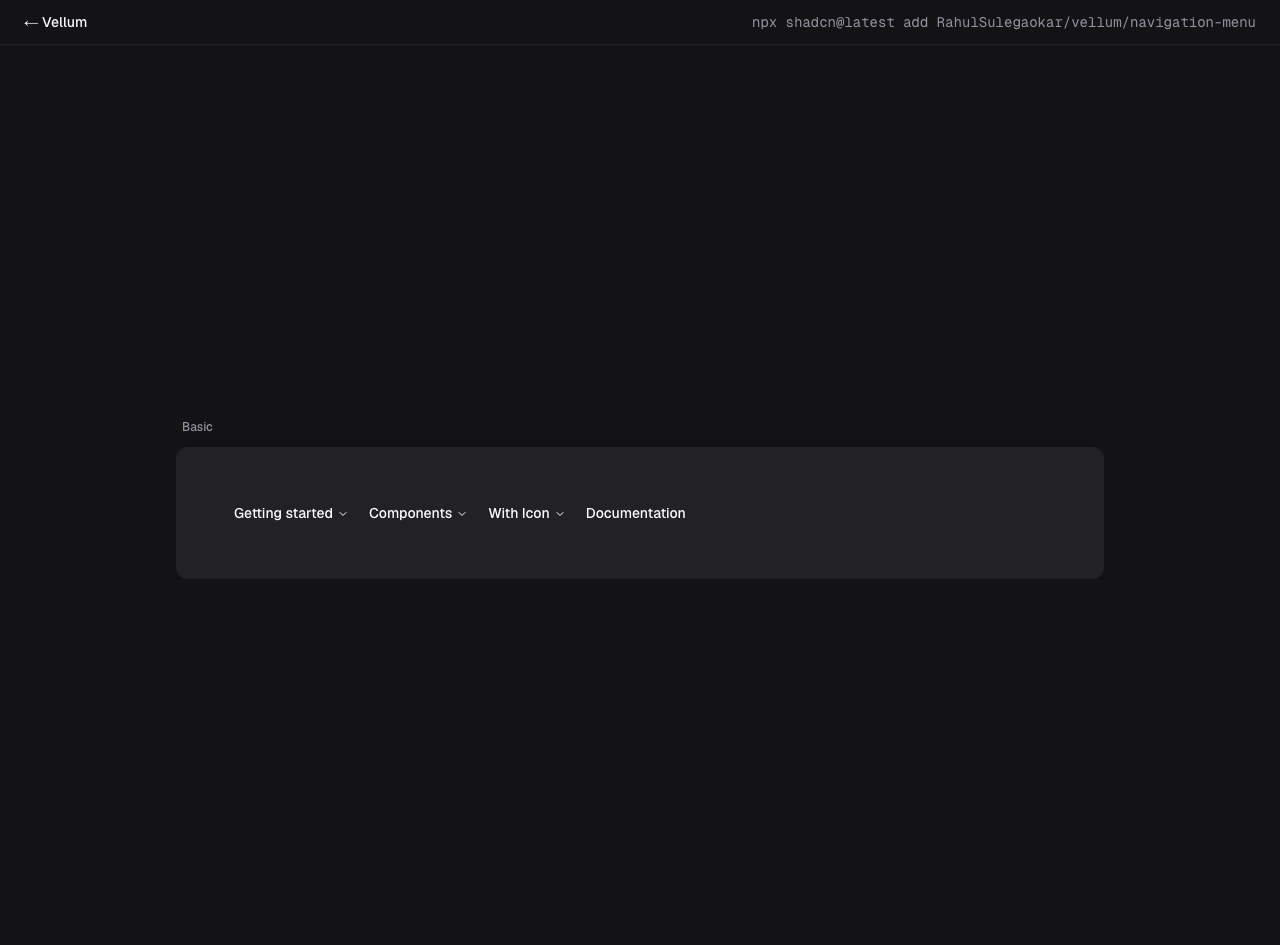 ← Vellum
npx shadcn@latest add RahulSulegaokar/vellum/navigation-menu
Basic
Getting started Components With Icon Documentation